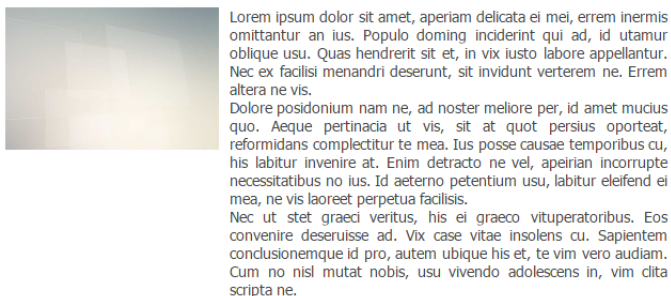 Lorem ipsum dolor sit amet, aperiam delicata ei mei, errem inermis
omittantur an ius. Populo doming inciderint qui ad, id utamur
oblique usu. Quas hendrerit sit et, in vix iusto labore appellantur.
Nec ex facilisi menandri deserunt, sit invidunt verterem ne. Errem
altera ne vis.
Dolore posidonium nam ne, ad noster meliore per, id amet mucius
quo. Aeque pertinacia ut vis, sit at quot persius oporteat,
reformidans complectitur te mea. Ius posse causae temporibus cu,
his labitur invenire at. Enim detracto ne vel, apeirian incorrupte
necessitatibus no ius. Id aeterno petentium usu, labitur eleifend ei
mea, ne vis laoreet perpetua facilisis.
Nec ut stet graeci veritus, his ei graeco vituperatoribus. Eos
convenire deseruisse ad. Vix case vitae insolens cu. Sapientem
conclusionemque id pro, autem ubique his et, te vim vero audiam.
Cum no nisl mutat nobis, usu vivendo adolescens in, vim clita
scripta ne.